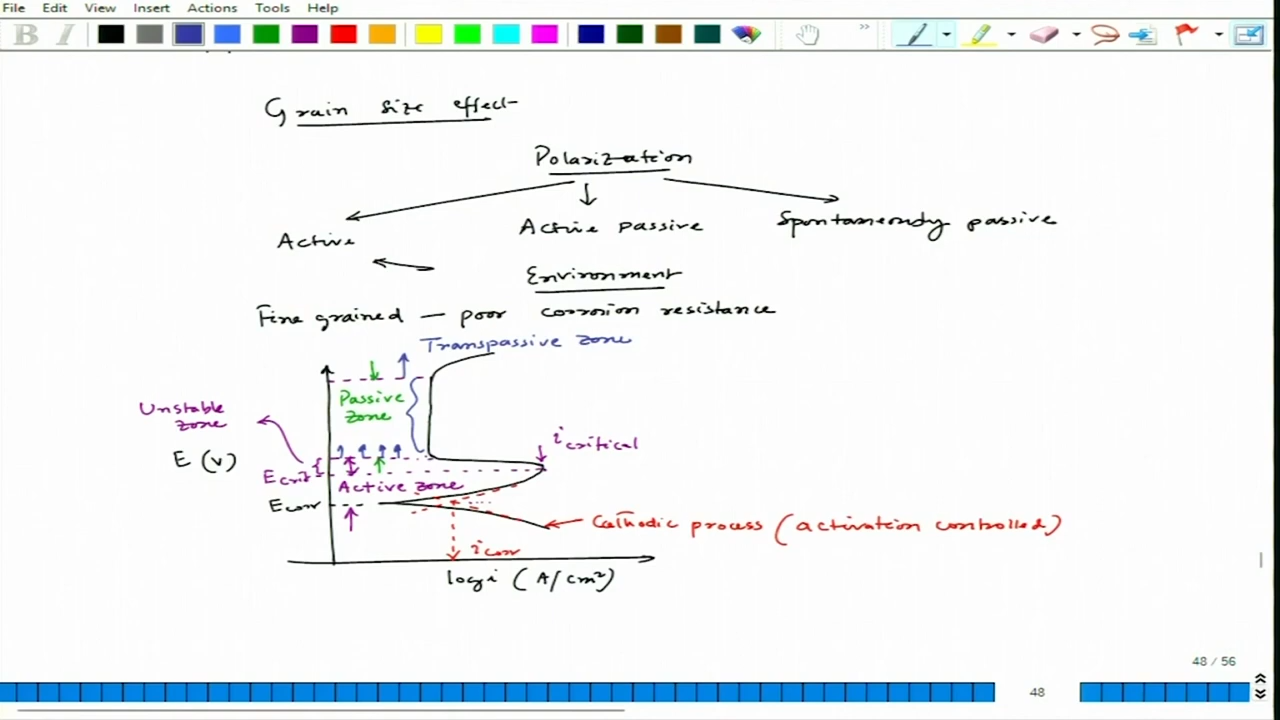 File Edit View Insert Actions Tools Help
B I
Grain size effect
Polarization
Active
Active passive
Spontaneously passive
Environment
Fine grained — poor corrosion resistance
Transpassive zone
Passive zone
Unstable zone
i critical
E (v)
Ecrit
Active zone
Ecorr
Cathodic process (activation controlled)
icorr
log i (A/cm²)
48 / 56
48